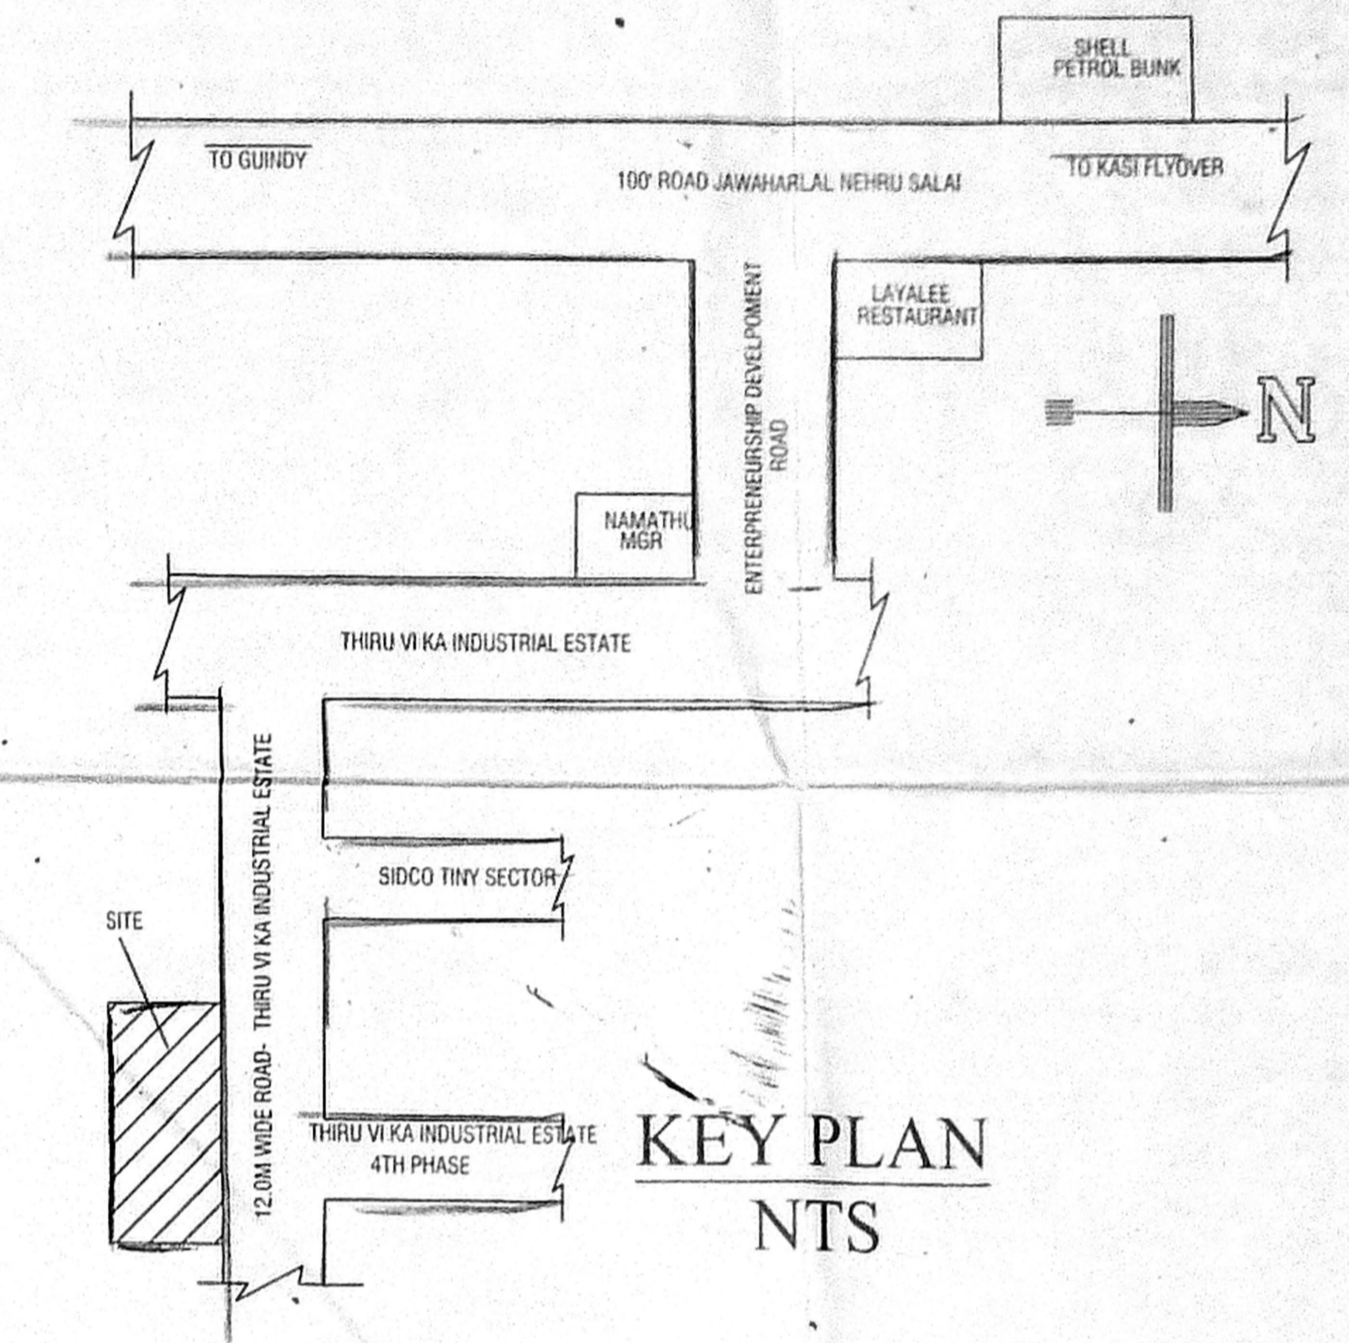 SHELL
PETROL BUNK
TO GUINDY
100' ROAD JAWAHARLAL NEHRU SALAI
TO KASI FLYOVER
ENTERPRENEURSHIP DEVELPOMENT
ROAD
LAYALEE
RESTAURANT
N
NAMATHU
MGR
THIRU VI KA INDUSTRIAL ESTATE
12.0M WIDE ROAD- THIRU VI KA INDUSTRIAL ESTATE
SIDCO TINY SECTOR
SITE
THIRU VI KA INDUSTRIAL ESTATE
4TH PHASE
KEY PLAN
NTS